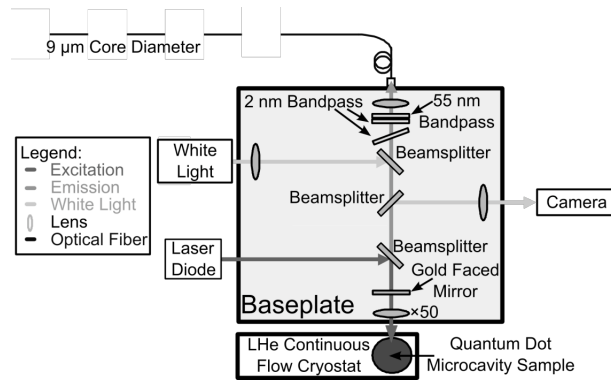 9 µm Core Diameter
2 nm Bandpass
55 nm
Bandpass
Legend:
Excitation
Emission
White Light
Lens
Optical Fiber
White
Light
Beamsplitter
Beamsplitter
Camera
Laser
Diode
Beamsplitter
Gold Faced
Mirror
Baseplate
×50
LHe Continuous
Flow Cryostat
Quantum Dot
Microcavity Sample